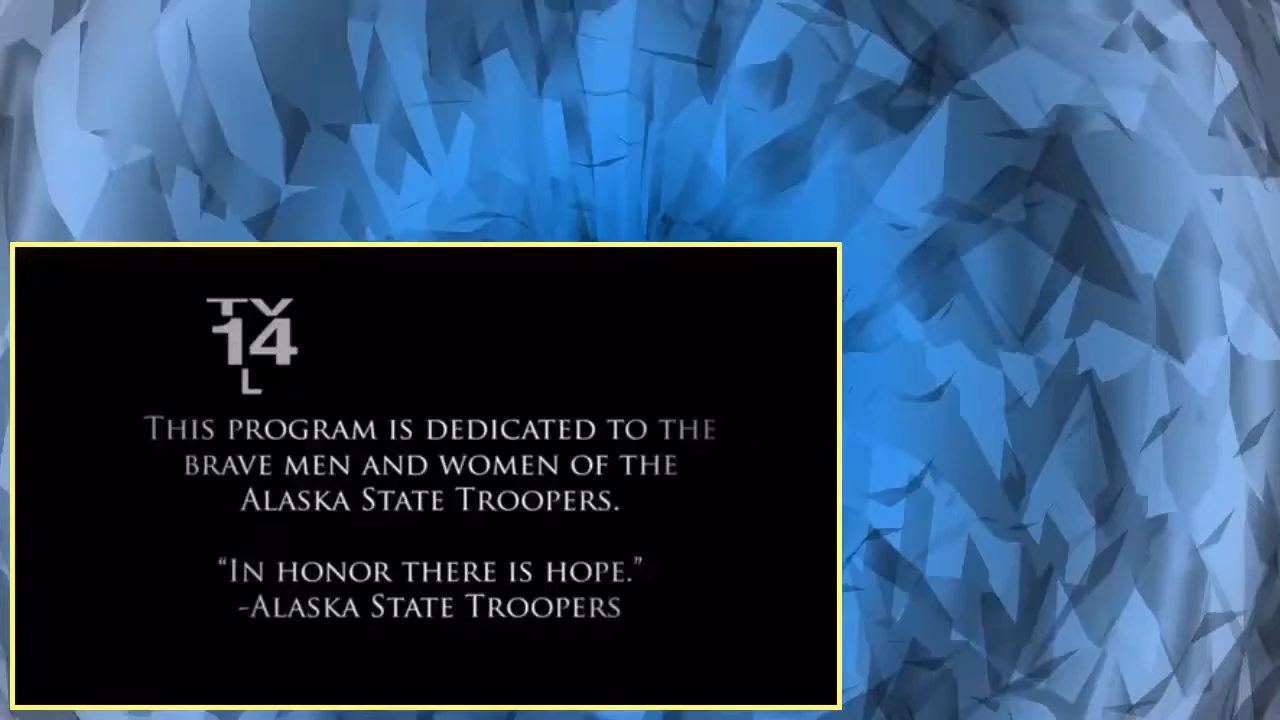 TV
14
L
THIS PROGRAM IS DEDICATED TO THE
BRAVE MEN AND WOMEN OF THE
ALASKA STATE TROOPERS.
“IN HONOR THERE IS HOPE.”
-ALASKA STATE TROOPERS